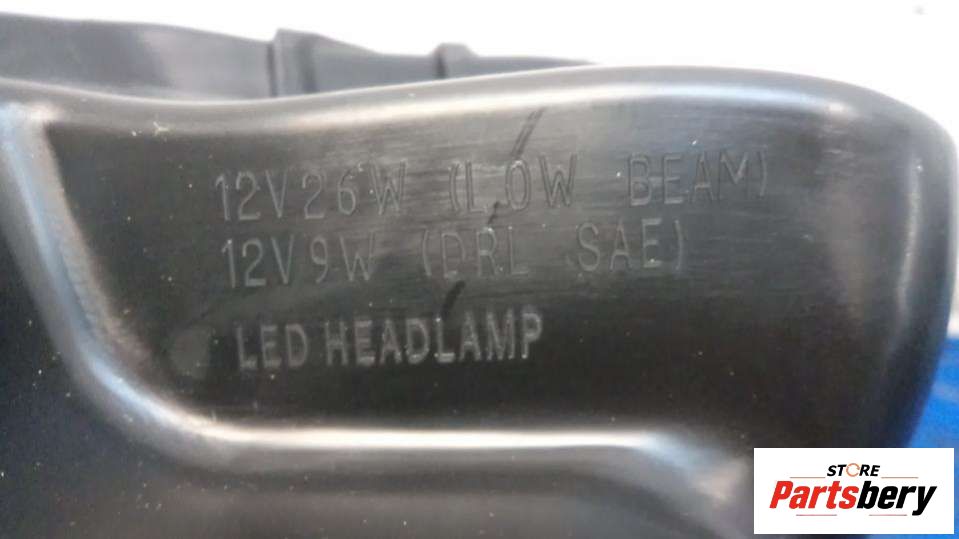 12V26W (LOW BEAM)
12V9W (DRL SAE)
LED HEADLAMP
STORE
Partsbery